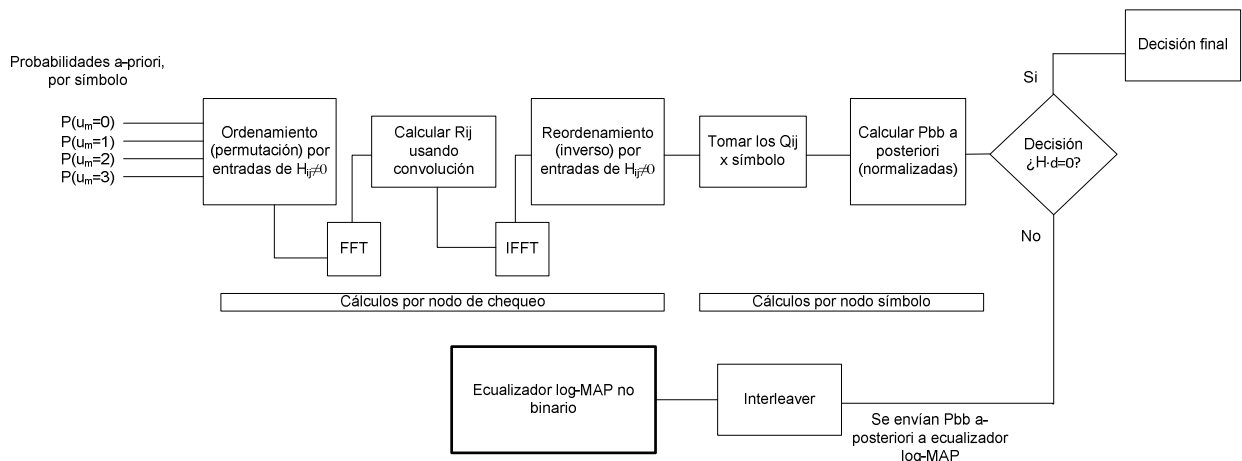 Decisión final
Probabilidades a-priori,
por símbolo
Si
P(um=0)
P(um=1)
P(um=2)
P(um=3)
Ordenamiento
(permutación) por
entradas de Hij≠0
Calcular Rij
usando
convolución
Reordenamiento
(inverso) por
entradas de Hij≠0
Tomar los Qij
x símbolo
Calcular Pbb a
posteriori
(normalizadas)
Decisión
¿H·d=0?
FFT
IFFT
No
Cálculos por nodo de chequeo
Cálculos por nodo símbolo
Ecualizador log-MAP no
binario
Interleaver
Se envían Pbb a-
posteriori a ecualizador
log-MAP